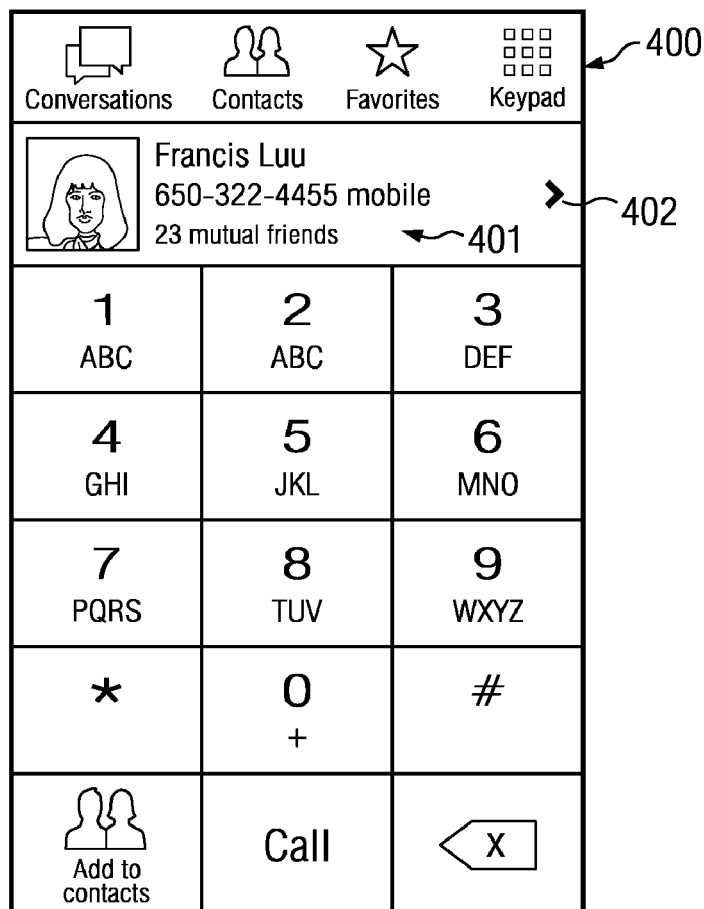 Conversations Contacts Favorites Keypad
400
Francis Luu
650-322-4455 mobile
402
23 mutual friends
401
1 2 3
ABC ABC DEF
4 5 6
GHI JKL MNO
7 8 9
PQRS TUV WXYZ
* 0 #
+
Add to
contacts
Call
X